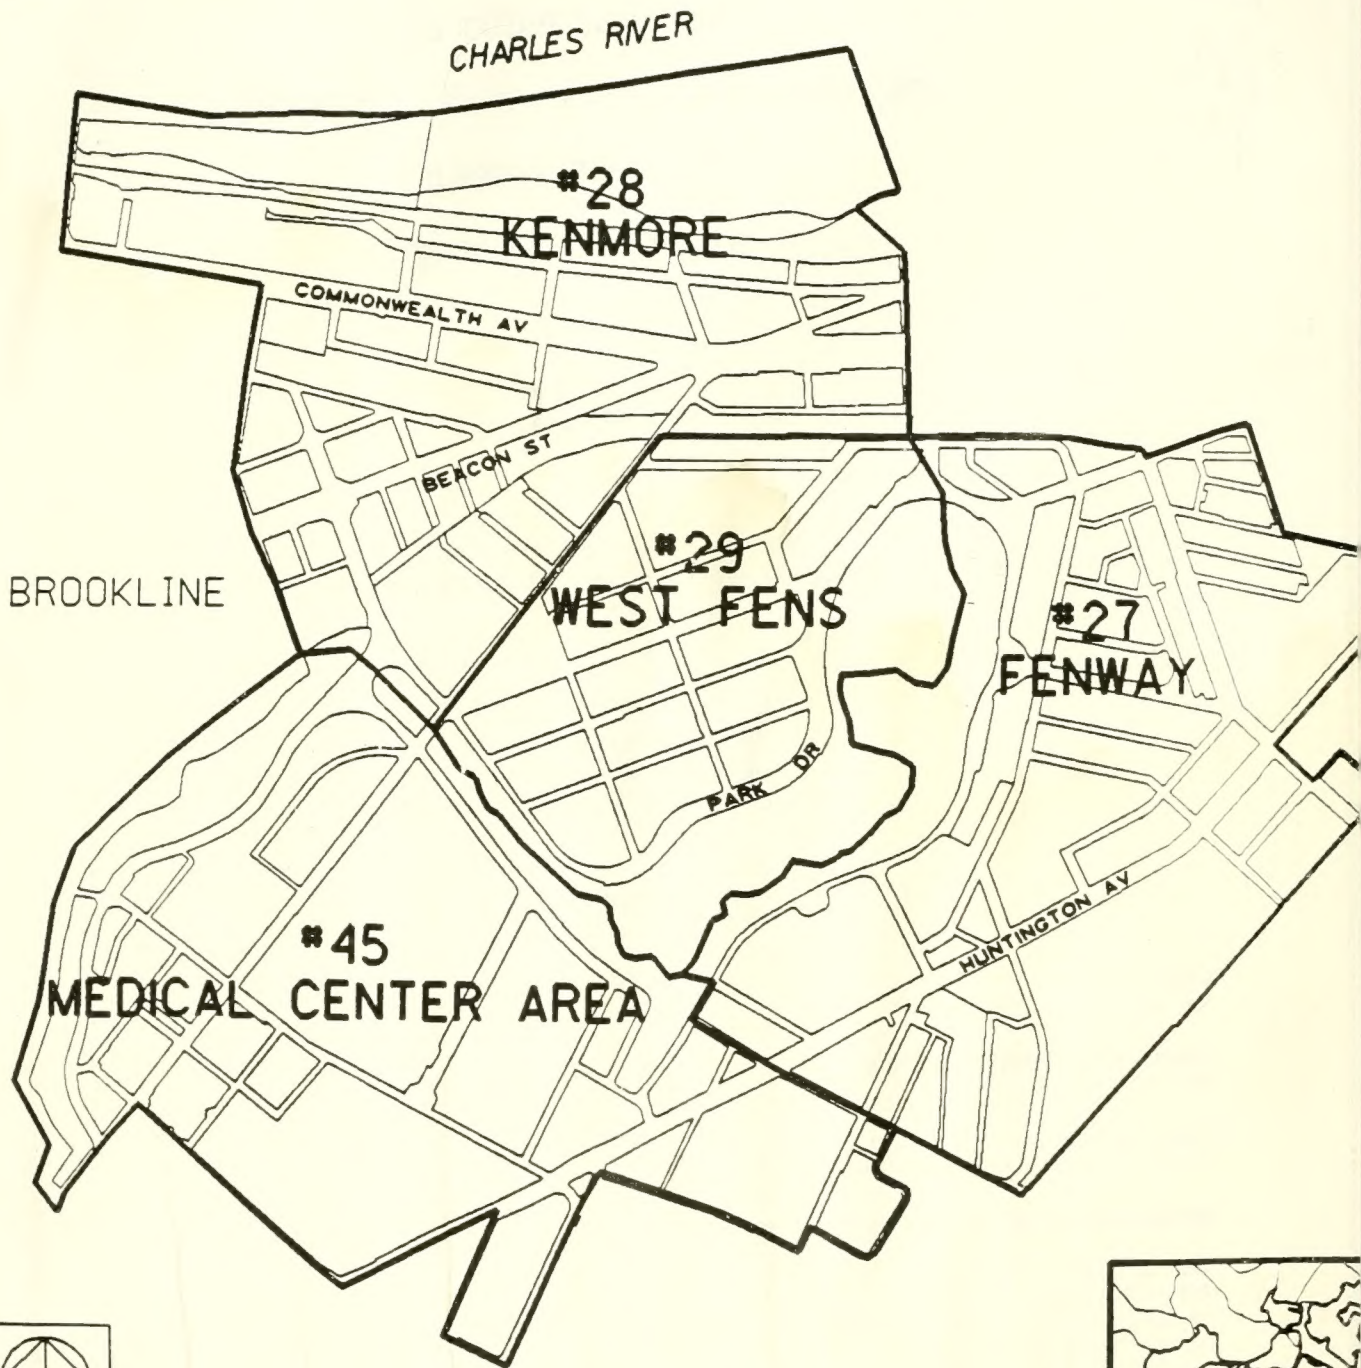 CHARLES RIVER
#28
KENMORE
COMMONWEALTH AV
BEACON ST
#29
WEST FENS
BROOKLINE
#27
FENWAY
PARK DR
HUNTINGTON AV
#45
MEDICAL CENTER AREA